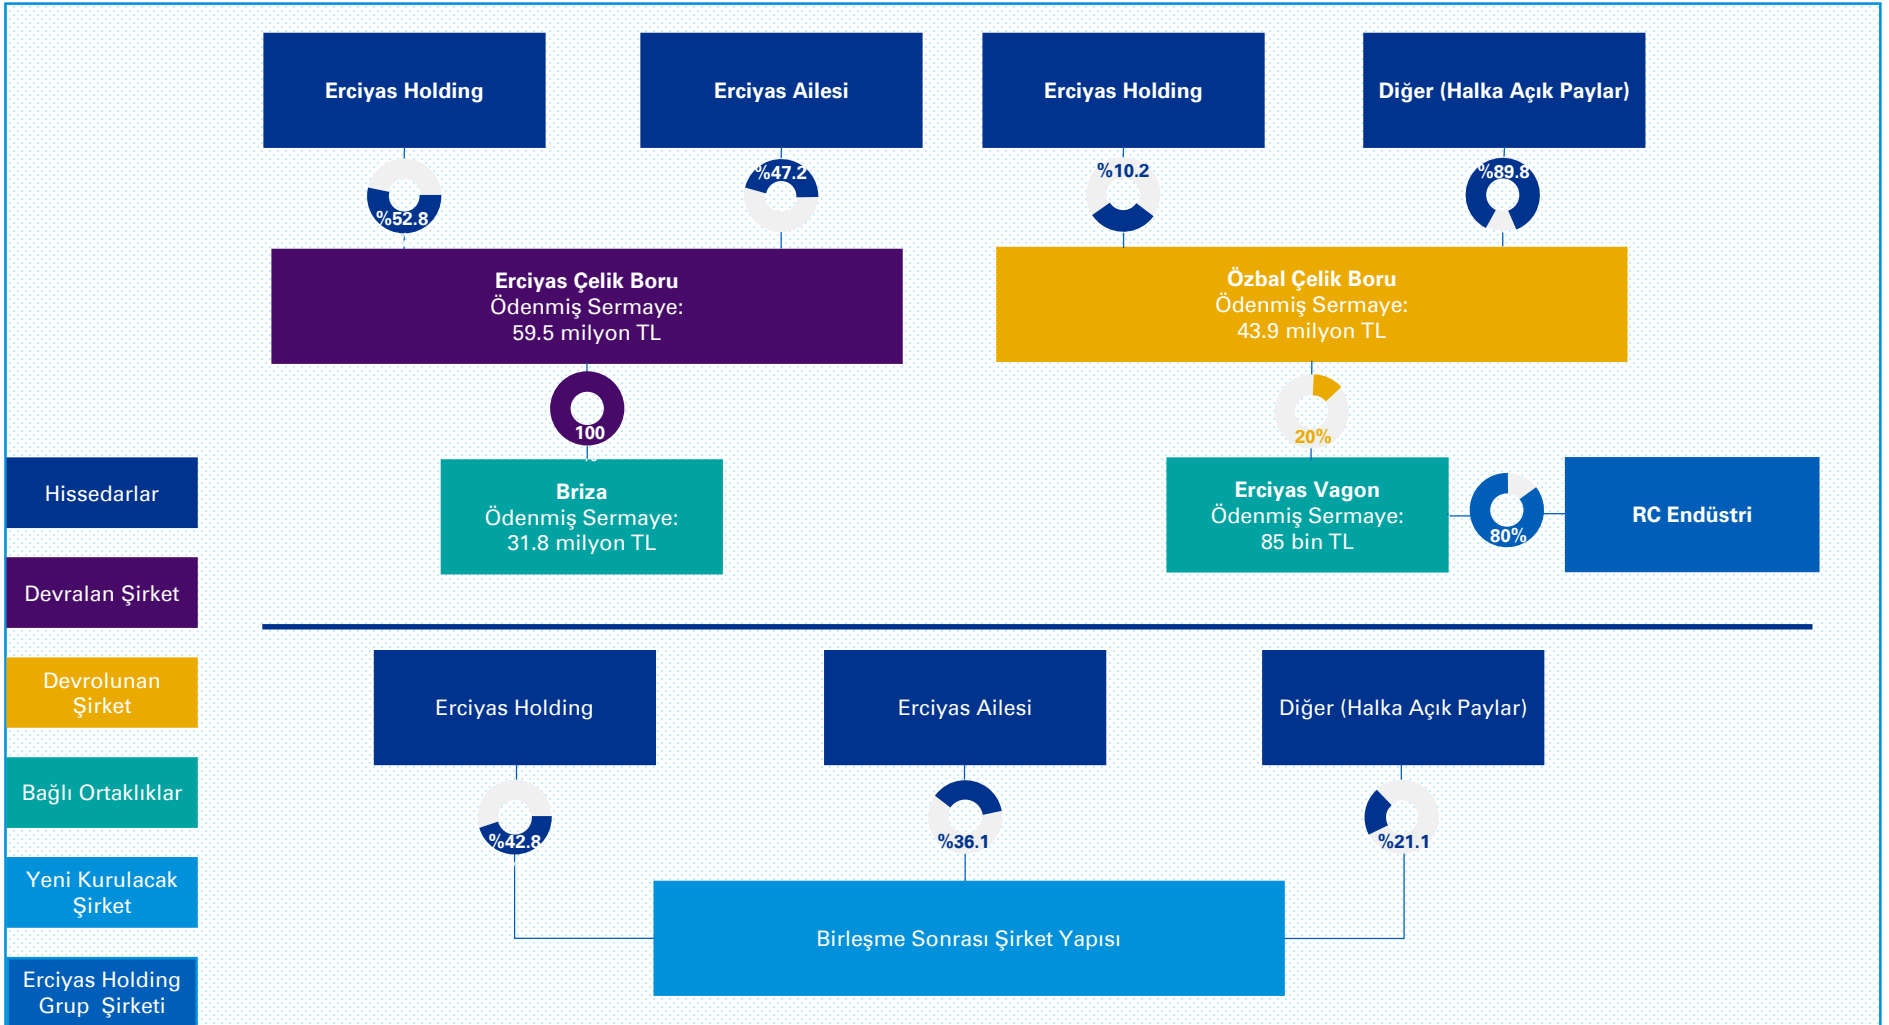 Erciyas Holding
Erciyas Ailesi
Erciyas Holding
Diğer (Halka Açık Paylar)
%52.8
%47.2
%10.2
%89.8
Erciyas Çelik Boru
Ödenmiş Sermaye:
59.5 milyon TL
Özbal Çelik Boru
Ödenmiş Sermaye:
43.9 milyon TL
100
%
20%
Briza
Ödenmiş Sermaye:
31.8 milyon TL
Erciyas Vagon
Ödenmiş Sermaye:
85 bin TL
80%
RC Endüstri
Hissedarlar
Devralan Şirket
Devrolunan
Şirket
Bağlı Ortaklıklar
Yeni Kurulacak
Şirket
Erciyas Holding
Grup Şirketi
Erciyas Holding
Erciyas Ailesi
Diğer (Halka Açık Paylar)
%42.8
%36.1
%21.1
Birleşme Sonrası Şirket Yapısı